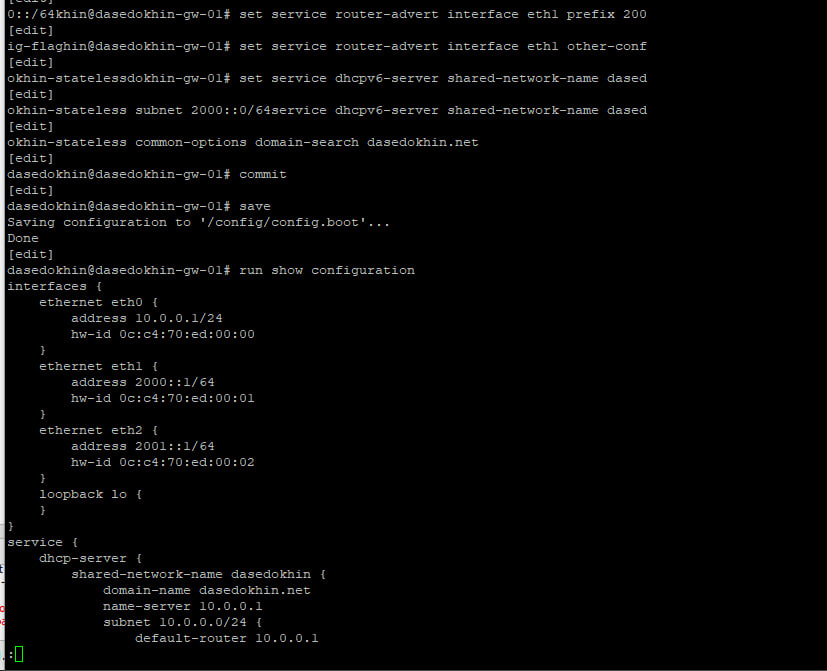 [edit]
0::/64khin@dasedokhin-gw-01# set service router-advert interface eth1 prefix 200
[edit]
ig-flaghin@dasedokhin-gw-01# set service router-advert interface eth1 other-conf
[edit]
okhin-statelessdokhin-gw-01# set service dhcpv6-server shared-network-name dased
[edit]
okhin-stateless subnet 2000::0/64service dhcpv6-server shared-network-name dased
[edit]
okhin-stateless common-options domain-search dasedokhin.net
[edit]
dasedokhin@dasedokhin-gw-01# commit
[edit]
dasedokhin@dasedokhin-gw-01# save
Saving configuration to '/config/config.boot'...
Done
[edit]
dasedokhin@dasedokhin-gw-01# run show configuration
interfaces {
    ethernet eth0 {
        address 10.0.0.1/24
        hw-id 0c:c4:70:ed:00:00
    }
    ethernet eth1 {
        address 2000::1/64
        hw-id 0c:c4:70:ed:00:01
    }
    ethernet eth2 {
        address 2001::1/64
        hw-id 0c:c4:70:ed:00:02
    }
    loopback lo {
    }
}
service {
    dhcp-server {
        shared-network-name dasedokhin {
            domain-name dasedokhin.net
            name-server 10.0.0.1
            subnet 10.0.0.0/24 {
                default-router 10.0.0.1
: